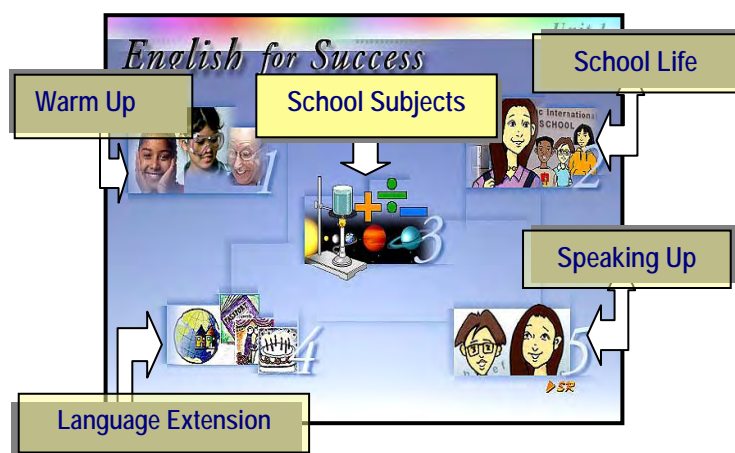 Unit 1
English for Success
School Life
Warm Up
School Subjects
c International
SCHOOL
1
2
3
Speaking Up
PASSPORT
4
5
SR
Language Extension